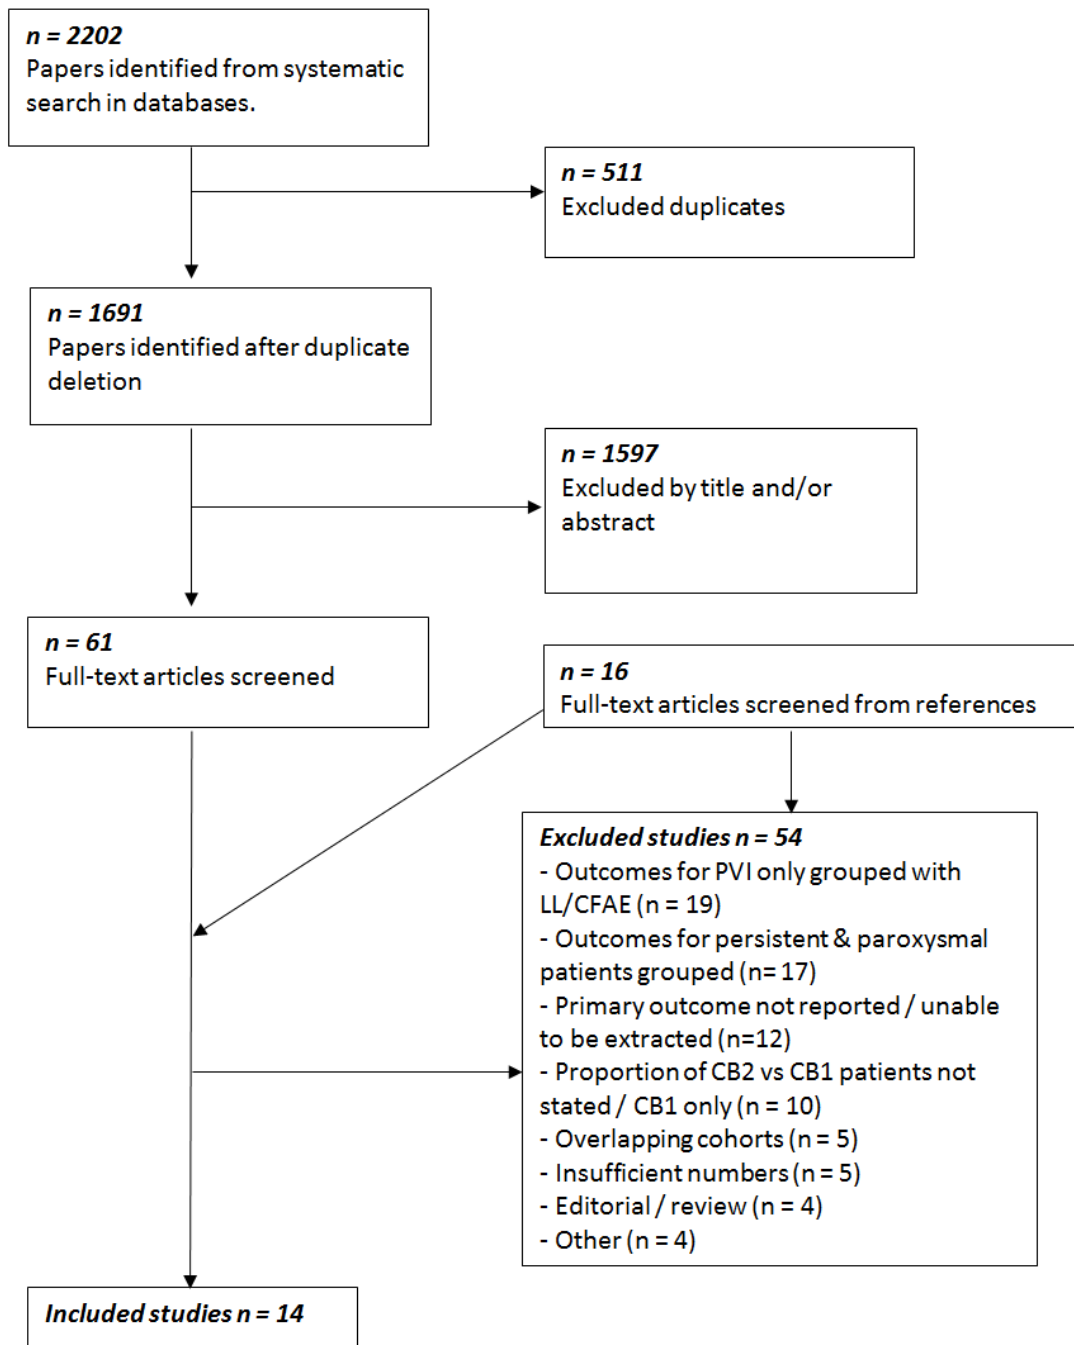 n = 2202
Papers identified from systematic
search in databases.
n = 511
Excluded duplicates
n = 1691
Papers identified after duplicate
deletion
n = 1597
Excluded by title and/or
abstract
n = 61
Full-text articles screened
n = 16
Full-text articles screened from references
Excluded studies n = 54
- Outcomes for PVI only grouped with
LL/CFAE (n = 19)
- Outcomes for persistent & paroxysmal
patients grouped (n= 17)
- Primary outcome not reported / unable
to be extracted (n=12)
- Proportion of CB2 vs CB1 patients not
stated / CB1 only (n = 10)
- Overlapping cohorts (n = 5)
- Insufficient numbers (n = 5)
- Editorial / review (n = 4)
- Other (n = 4)
Included studies n = 14